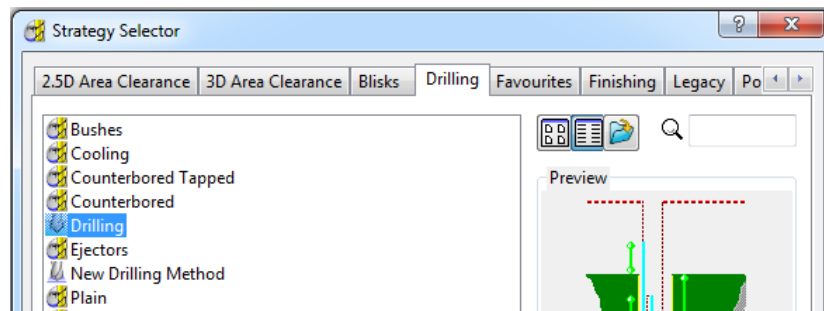 Strategy Selector
2.5D Area Clearance 3D Area Clearance Blisks Drilling Favourites Finishing Legacy Po
Bushes
Cooling
Counterbored Tapped
Counterbored
Drilling
Ejectors
New Drilling Method
Plain
Preview